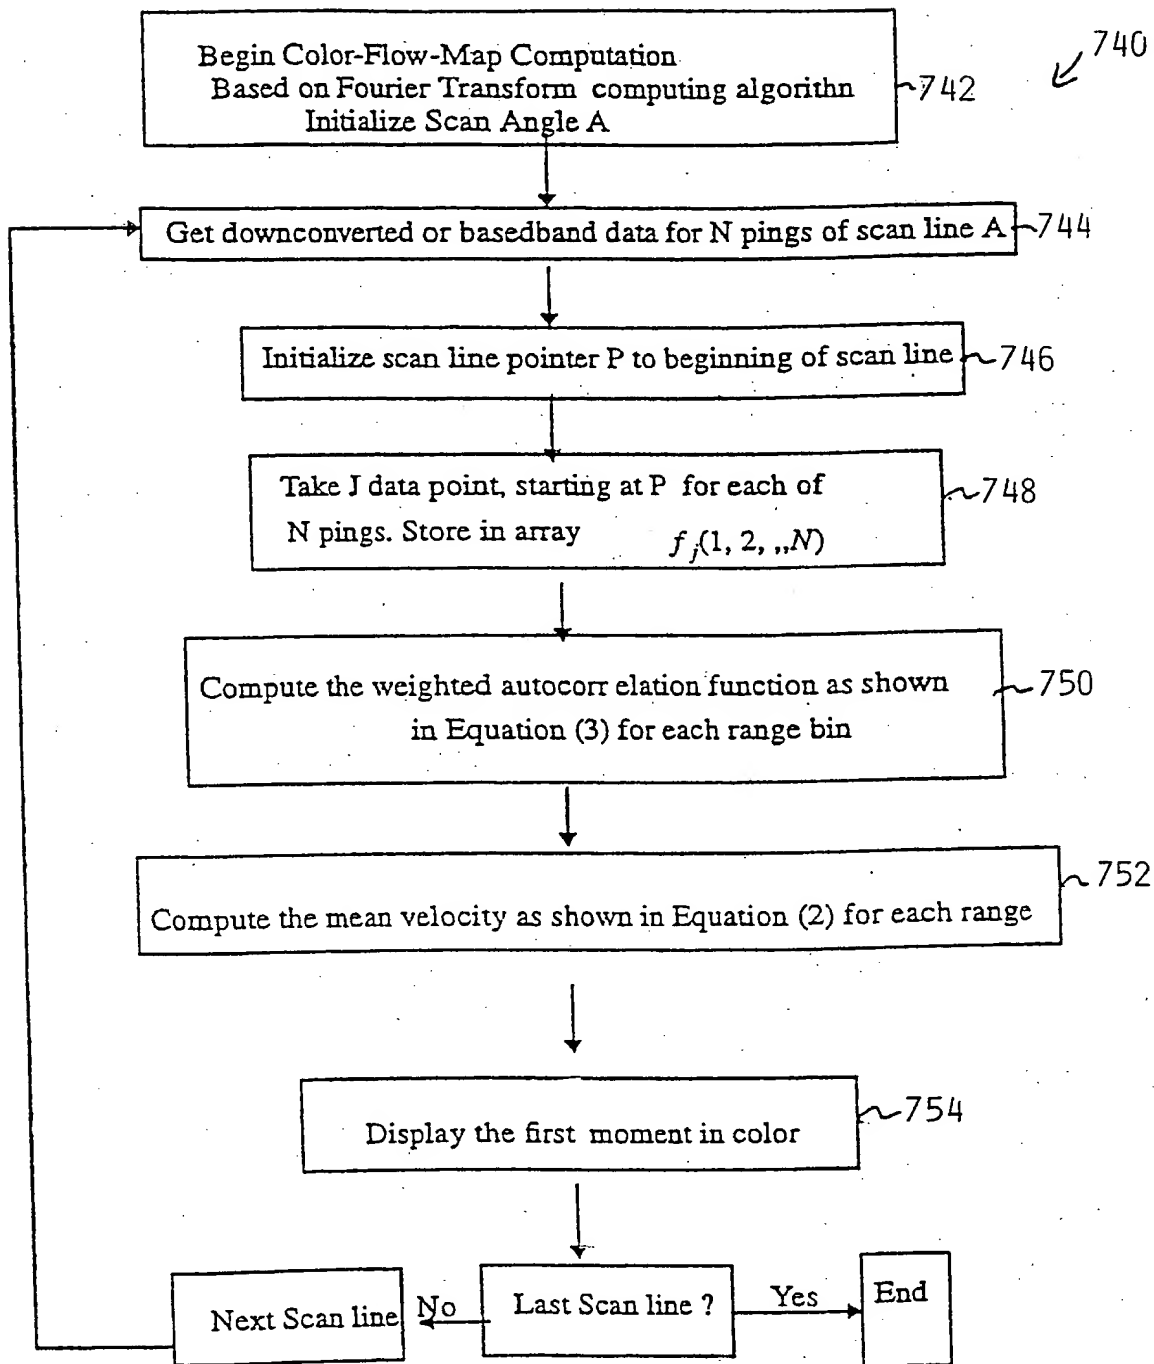 740
Begin Color-Flow-Map Computation
Based on Fourier Transform computing algorithn
Initialize Scan Angle A
742
Get downconverted or basedband data for N pings of scan line A
744
Initialize scan line pointer P to beginning of scan line
746
Take J data point, starting at P for each of
N pings. Store in array f j(1, 2, ,,N)
748
Compute the weighted autocorr elation function as shown
in Equation (3) for each range bin
750
Compute the mean velocity as shown in Equation (2) for each range
752
Display the first moment in color
754
Next Scan line
No
Last Scan line ?
Yes
End